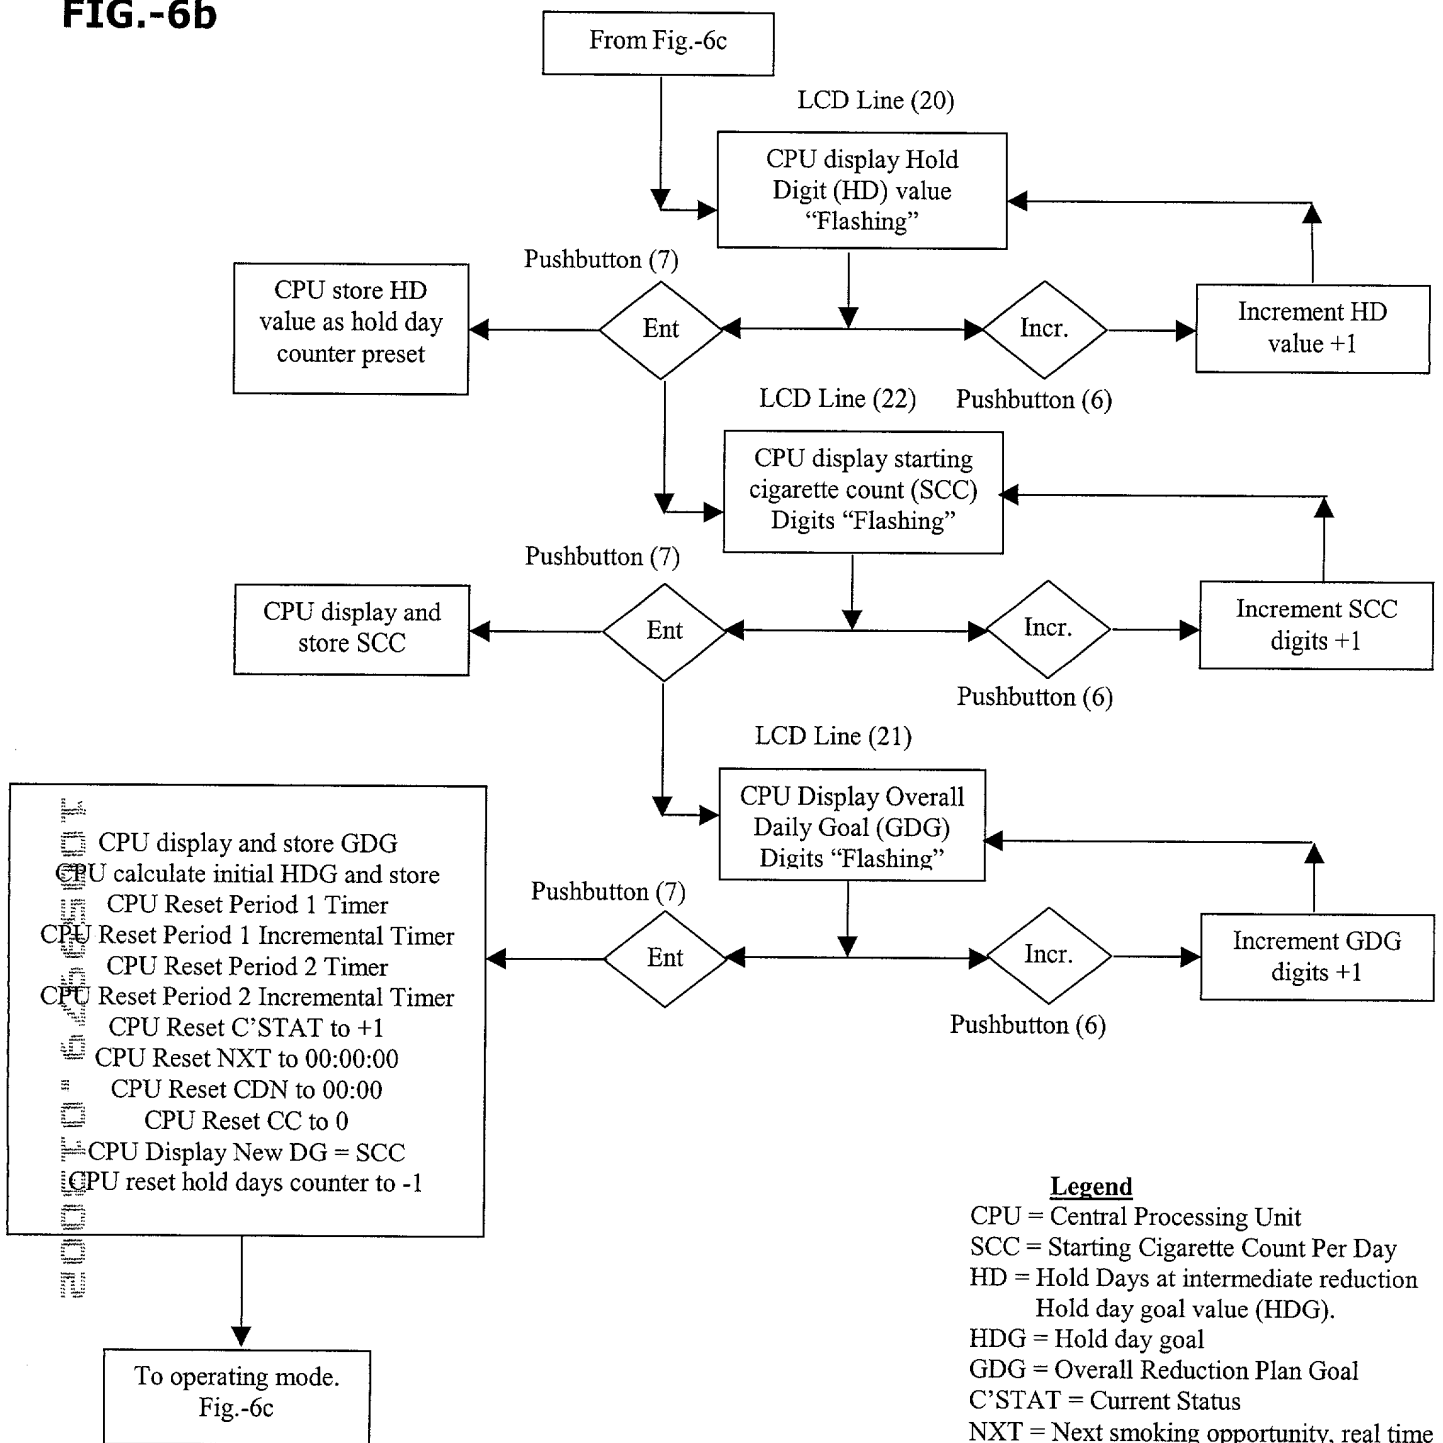 FIG.-6b
From Fig.-6c
LCD Line (20)
CPU display Hold
Digit (HD) value
“Flashing”
Pushbutton (7)
CPU store HD
value as hold day
counter preset
Ent
Incr.
Increment HD
value +1
LCD Line (22)
Pushbutton (6)
CPU display starting
cigarette count (SCC)
Digits “Flashing”
Pushbutton (7)
CPU display and
store SCC
Ent
Incr.
Increment SCC
digits +1
Pushbutton (6)
LCD Line (21)
CPU Display Overall
Daily Goal (GDG)
Digits “Flashing”
Pushbutton (7)
CPU display and store GDG
CPU calculate initial HDG and store
CPU Reset Period 1 Timer
CPU Reset Period 1 Incremental Timer
CPU Reset Period 2 Timer
CPU Reset Period 2 Incremental Timer
CPU Reset C’STAT to +1
CPU Reset NXT to 00:00:00
CPU Reset CDN to 00:00
CPU Reset CC to 0
CPU Display New DG = SCC
CPU reset hold days counter to -1
Ent
Incr.
Increment GDG
digits +1
Pushbutton (6)
To operating mode.
Fig.-6c
Legend
CPU = Central Processing Unit
SCC = Starting Cigarette Count Per Day
HD = Hold Days at intermediate reduction
Hold day goal value (HDG).
HDG = Hold day goal
GDG = Overall Reduction Plan Goal
C’STAT = Current Status
NXT = Next smoking opportunity, real time